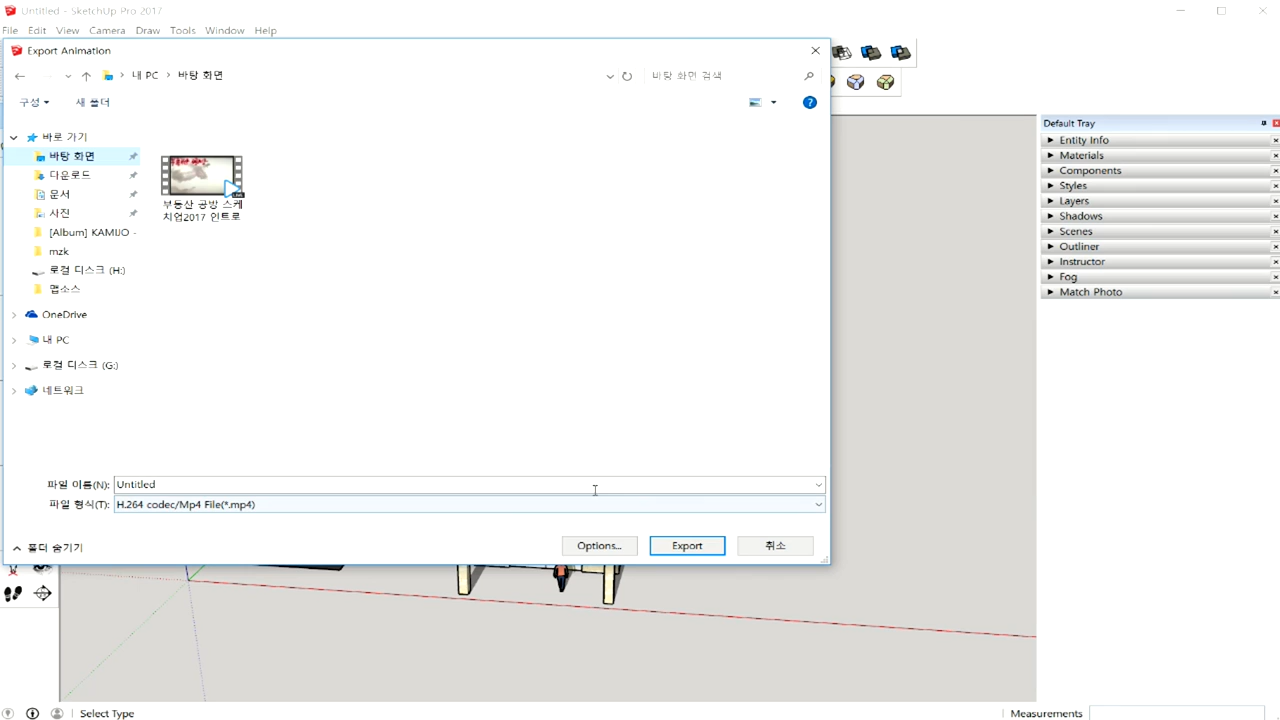 Untitled - SketchUp Pro 2017
File Edit View Camera Draw Tools Window Help
Export Animation
내 PC 바탕 화면
바탕 화면 검색
구성 새 폴더
바로 가기
바탕 화면
다운로드
문서
사진
[Album] KAMIJO -
mzk
로컬 디스크 (H:)
맵소스
OneDrive
내 PC
로컬 디스크 (G:)
네트워크
부동산 공방 스케
치업2017 인트로
파일 이름(N): Untitled
파일 형식(T): H.264 codec/Mp4 File(*.mp4)
폴더 숨기기
Options... Export 취소
Default Tray
Entity Info
Materials
Components
Styles
Layers
Shadows
Scenes
Outliner
Instructor
Fog
Match Photo
Select Type
Measurements